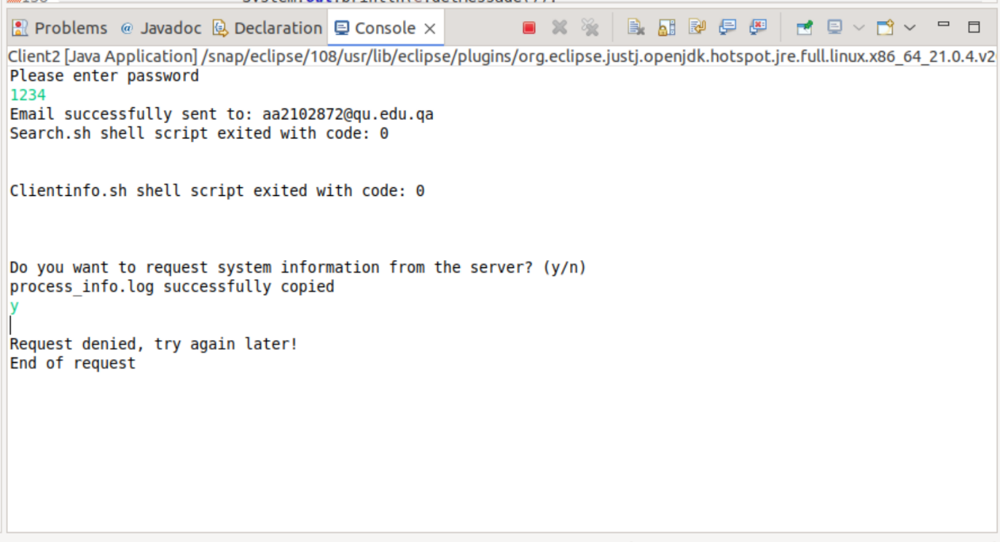 System.out.println(e.getMessage());
Problems @ Javadoc Declaration Console
Client2 [Java Application] /snap/eclipse/108/usr/lib/eclipse/plugins/org.eclipse.justj.openjdk.hotspot.jre.full.linux.x86_64_21.0.4.v2
Please enter password
1234
Email successfully sent to: aa2102872@qu.edu.qa
Search.sh shell script exited with code: 0
Clientinfo.sh shell script exited with code: 0
Do you want to request system information from the server? (y/n)
process_info.log successfully copied
y
Request denied, try again later!
End of request